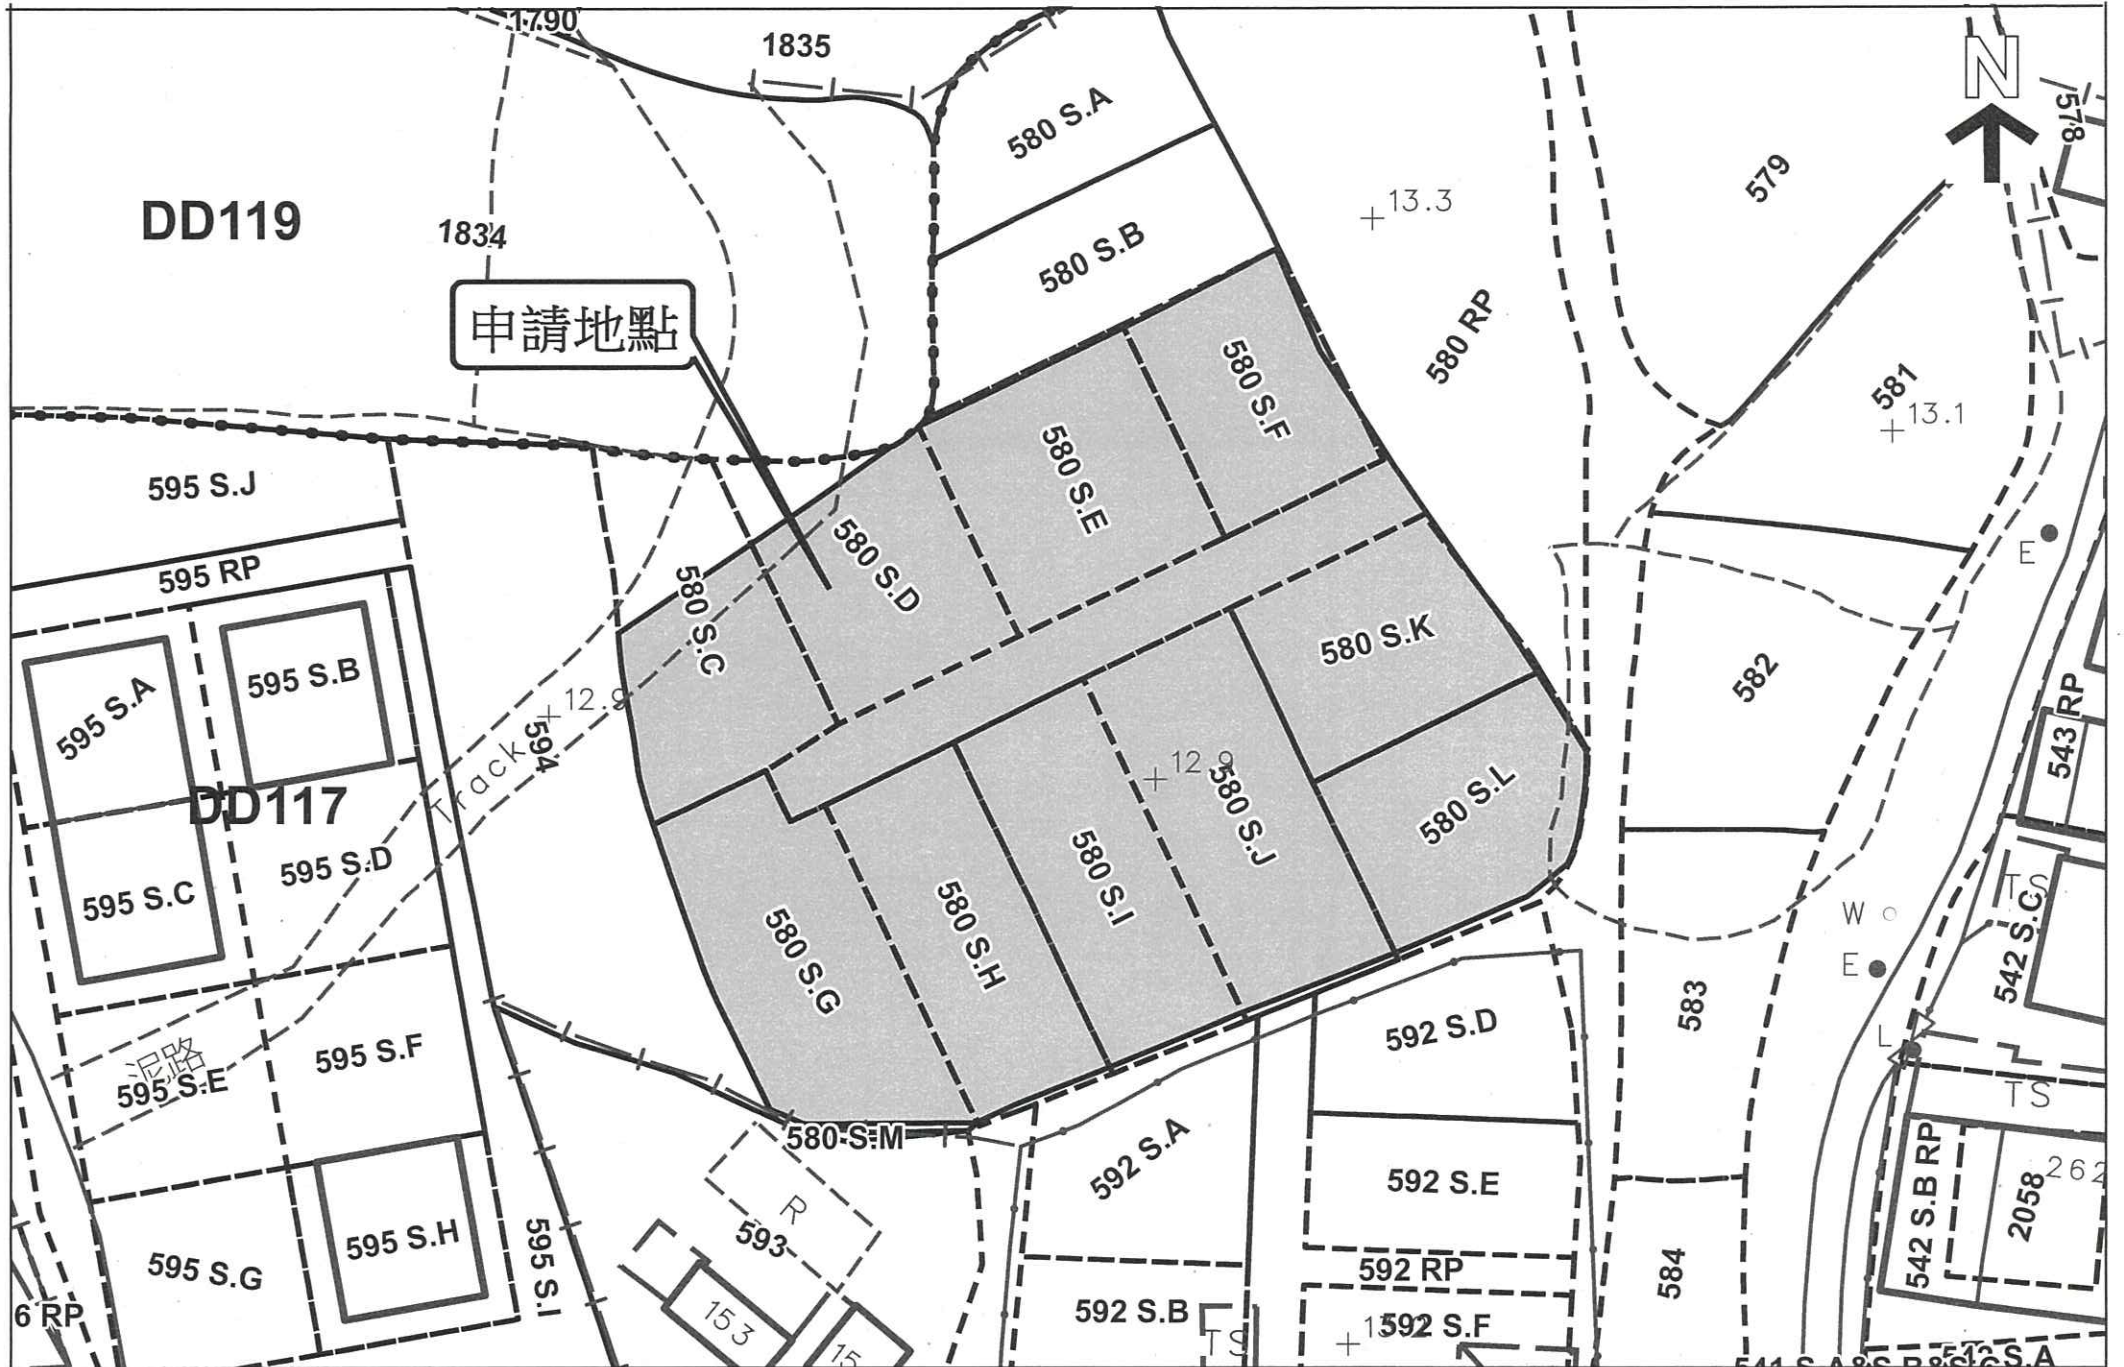 1790
1835
N
578
580 S.A
579
13.3
DD119
1834
580 S.B
申請地點
580 RP
580 S.F
581
13.1
580 S.E
595 S.J
E
580 S.D
595 RP
580 S.C
580 S.K
582
595 S.B
595 S.A
12.9
594
Track
543 RP
12.9
580 S.J
580 S.L
DD117
595 S.D
580 S.I
595 S.C
TS
W
542 S.C
580 S.H
580 S.G
E
583
592 S.D
L
595 S.F
泥路
595 S.E
TS
580 S.M
592 S.A
542 S.B RP
262
592 S.E
2058
R
593
595 S.H
595 S.I
595 S.G
592 RP
584
6 RP
153
15
592 S.B
TS
592 S.F